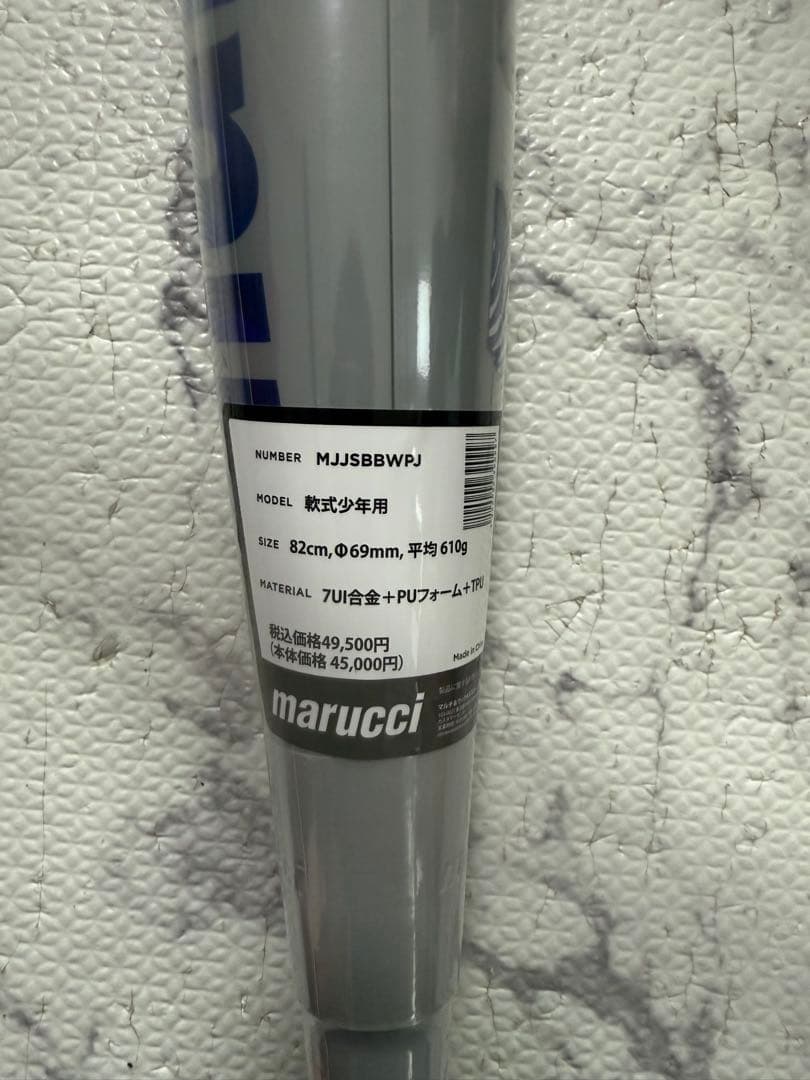 NUMBER MJJSBBWPJ
MODEL 軟式少年用
SIZE 82cm,Φ69mm, 平均 610g
MATERIAL 7UI合金+PUフォーム+TPU
税込価格49,500円
(本体価格 45,000円)
Made in
marucci